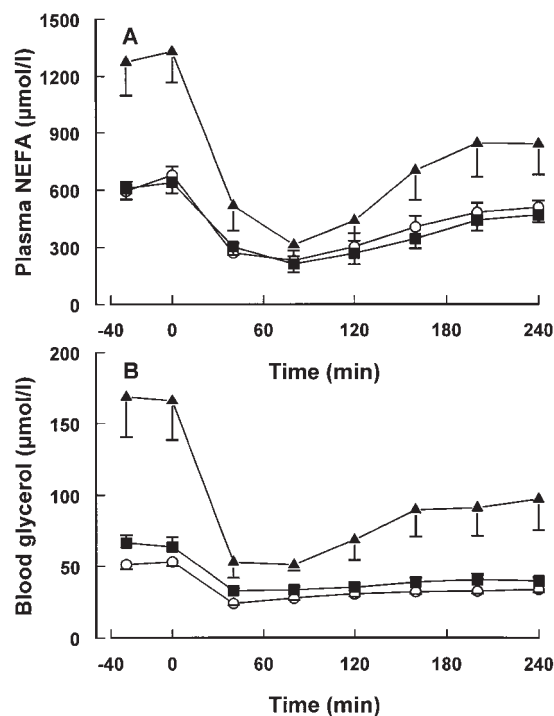 A
Plasma NEFA (µmol/l)
1500
1200
900
600
300
0
-40 0 60 120 180 240
Time (min)
B
Blood glycerol (µmol/l)
200
150
100
50
0
-40 0 60 120 180 240
Time (min)